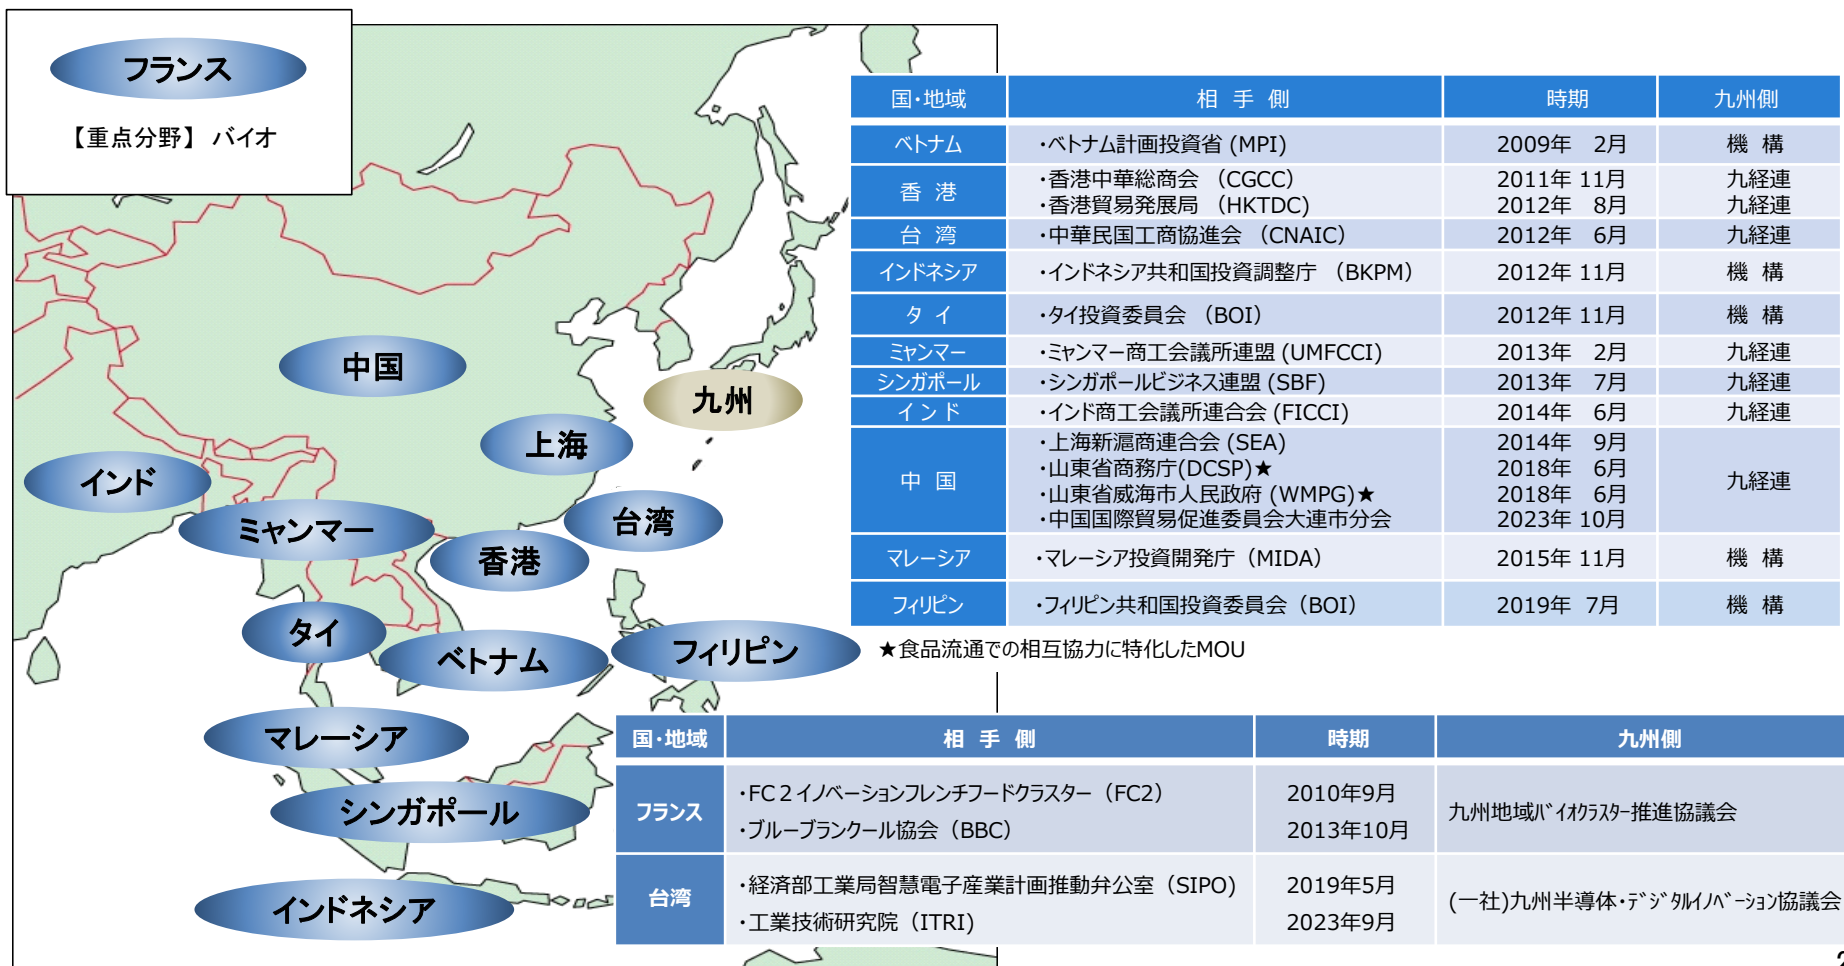 フランス
【重点分野】 バイオ
中国
九州
上海
インド
台湾
ミャンマー
香港
タイ
ベトナム
フィリピン
マレーシア
シンガポール
インドネシア
国・地域 相 手 側 時期 九州側
ベトナム ・ベトナム計画投資省 (MPI) 2009年 2月 機 構
香 港 ・香港中華総商会 (CGCC) 2011年 11月 九経連
・香港貿易発展局 (HKTDC) 2012年 8月 九経連
台 湾 ・中華民国工商協進会 (CNAIC) 2012年 6月 九経連
インドネシア ・インドネシア共和国投資調整庁 (BKPM) 2012年 11月 機 構
タ イ ・タイ投資委員会 (BOI) 2012年 11月 機 構
ミャンマー ・ミャンマー商工会議所連盟 (UMFCCI) 2013年 2月 九経連
シンガポール ・シンガポールビジネス連盟 (SBF) 2013年 7月 九経連
イ ン ド ・インド商工会議所連合会 (FICCI) 2014年 6月 九経連
中 国 ・上海新滬商連合会 (SEA) 2014年 9月 九経連
・山東省商務庁(DCSP)★ 2018年 6月
・山東省威海市人民政府 (WMPG)★ 2018年 6月
・中国国際貿易促進委員会大連市分会 2023年 10月
マレーシア ・マレーシア投資開発庁 (MIDA) 2015年 11月 機 構
フィリピン ・フィリピン共和国投資委員会 (BOI) 2019年 7月 機 構
★食品流通での相互協力に特化したMOU
国・地域 相 手 側 時期 九州側
フランス ・FC２イノベーションフレンチフードクラスター (FC2) 2010年9月 九州地域バイオクラスター推進協議会
・ブルーブランクール協会 (BBC) 2013年10月
台湾 ・経済部工業局智慧電子産業計画推動弁公室 (SIPO) 2019年5月 (一社)九州半導体・デジタルイノベーション協議会
・工業技術研究院 (ITRI) 2023年9月